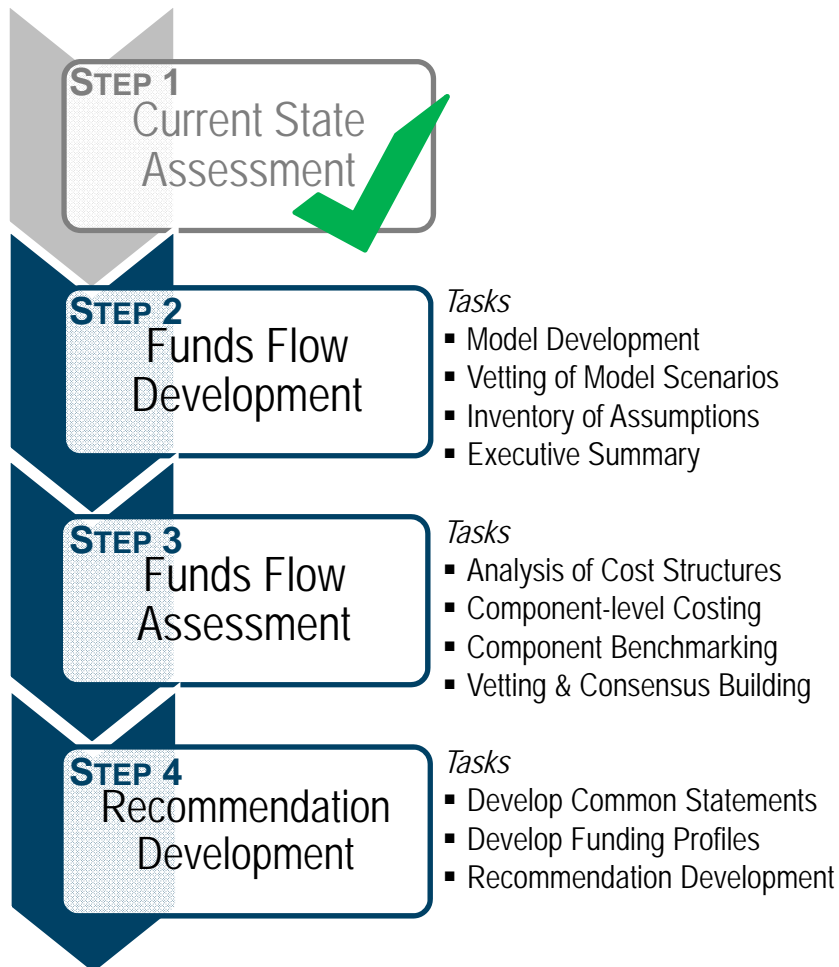 STEP 1
Current State
Assessment
STEP 2
Funds Flow
Development
Tasks
▪ Model Development
▪ Vetting of Model Scenarios
▪ Inventory of Assumptions
▪ Executive Summary
STEP 3
Funds Flow
Assessment
Tasks
▪ Analysis of Cost Structures
▪ Component-level Costing
▪ Component Benchmarking
▪ Vetting & Consensus Building
STEP 4
Recommendation
Development
Tasks
▪ Develop Common Statements
▪ Develop Funding Profiles
▪ Recommendation Development